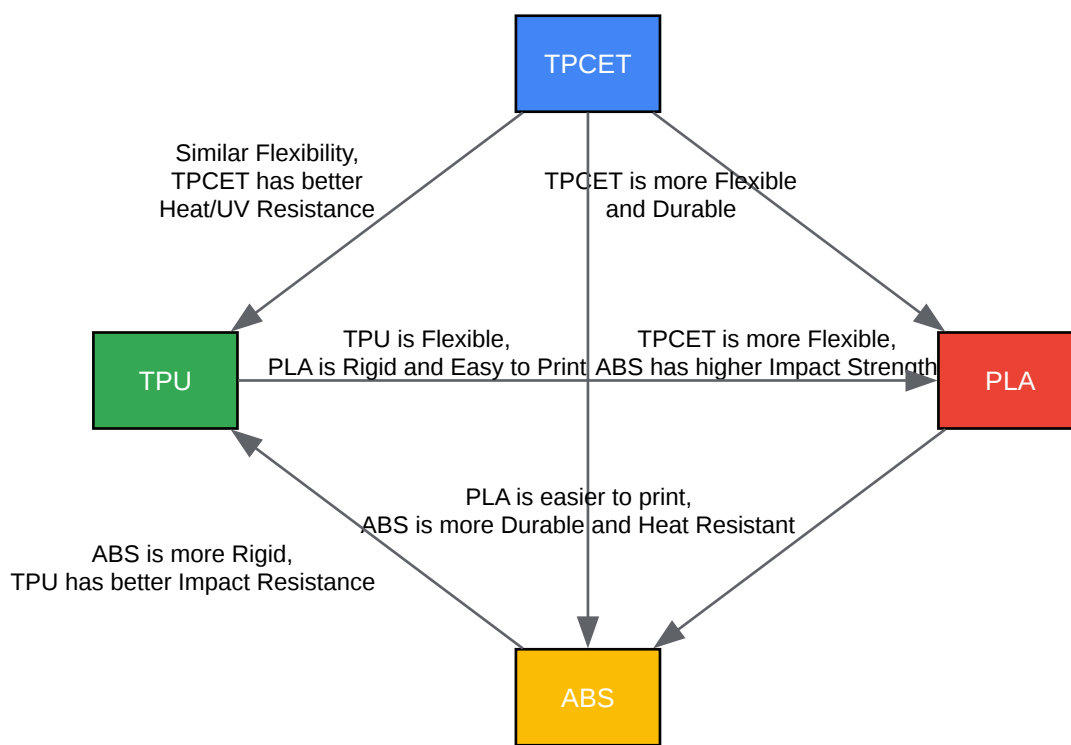 TPCET
Similar Flexibility,
TPCET has better
Heat/UV Resistance
TPCET is more Flexible
and Durable
TPU is Flexible,
PLA is Rigid and Easy to Print
TPCET is more Flexible,
ABS has higher Impact Strength
TPU
PLA
PLA is easier to print,
ABS is more Durable and Heat Resistant
ABS is more Rigid,
TPU has better Impact Resistance
ABS